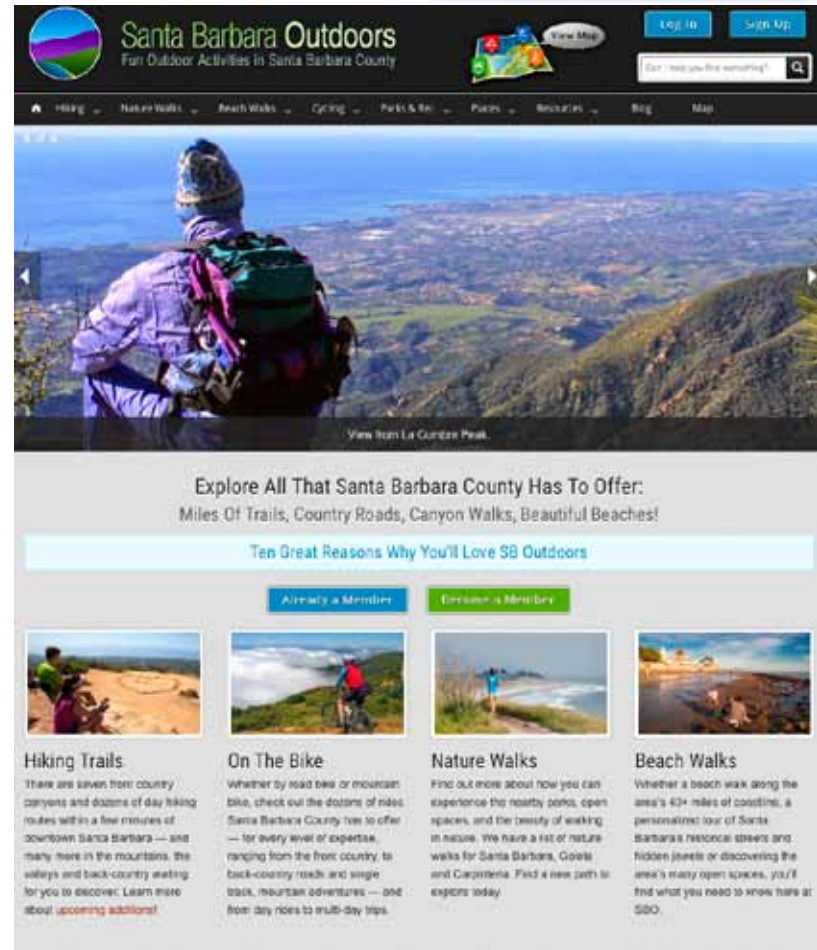 Santa Barbara Outdoors
Fun Outdoor Activities in Santa Barbara County
View Map
Log In
Sign Up
Can I help you find something?
Hiking
Nature Walks
Beach Walks
Cycling
Parks & Rec
Places
Resources
Blog
Map
View from La Cumbre Peak.
Explore All That Santa Barbara County Has To Offer:
Miles Of Trails, Country Roads, Canyon Walks, Beautiful Beaches!
Ten Great Reasons Why You'll Love SB Outdoors
Already a Member
Become a Member
Hiking Trails
There are seven front country
canyons and dozens of day hiking
routes within a few minutes of
downtown Santa Barbara — and
many more in the mountains, the
valleys and back-country waiting
for you to discover. Learn more
about upcoming additions!
On The Bike
Whether by road bike or mountain
bike, check out the dozens of rides
Santa Barbara County has to offer
— for every level of expertise,
ranging from the front country, to
back-country roads and single
track, mountain adventures — and
from day rides to multi-day trips.
Nature Walks
Find out more about how you can
experience the nearby parks, open
spaces, and the beauty of walking
in nature. We have a list of nature
walks for Santa Barbara, Goleta
and Carpinteria. Find a new path to
explore today.
Beach Walks
Whether a beach walk along the
area's 40+ miles of coastline, a
personalized tour of Santa
Barbara's historical streets and
hidden jewels or discovering the
area's many open spaces, you'll
find what you need to know here at
SBO.